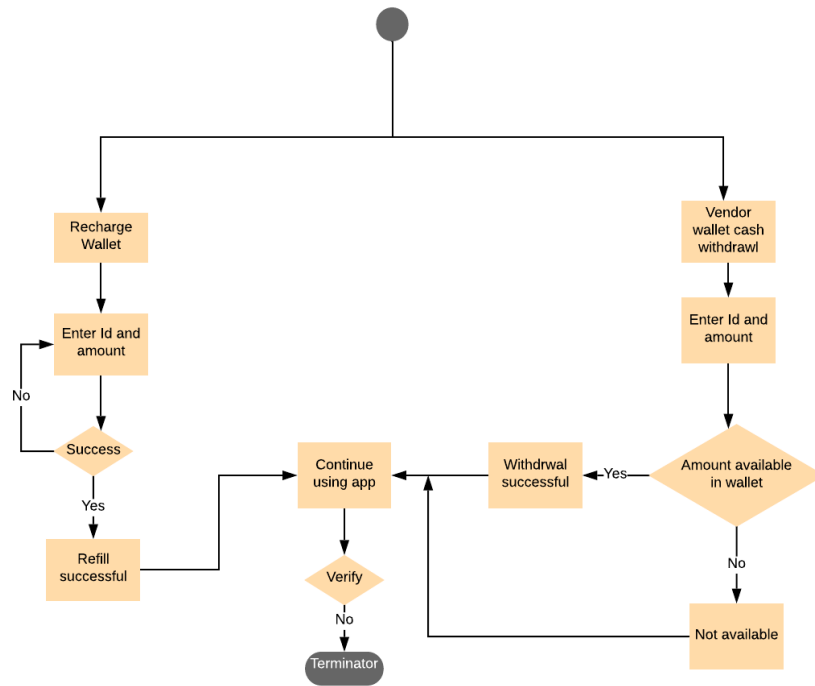 Recharge
Wallet
Vendor
wallet cash
withdrawl
Enter Id and
amount
Enter Id and
amount
No
Success
Yes
Refill
successful
Continue
using app
Withdrwal
successful
Yes
Amount available
in wallet
No
Verify
No
Terminator
Not available